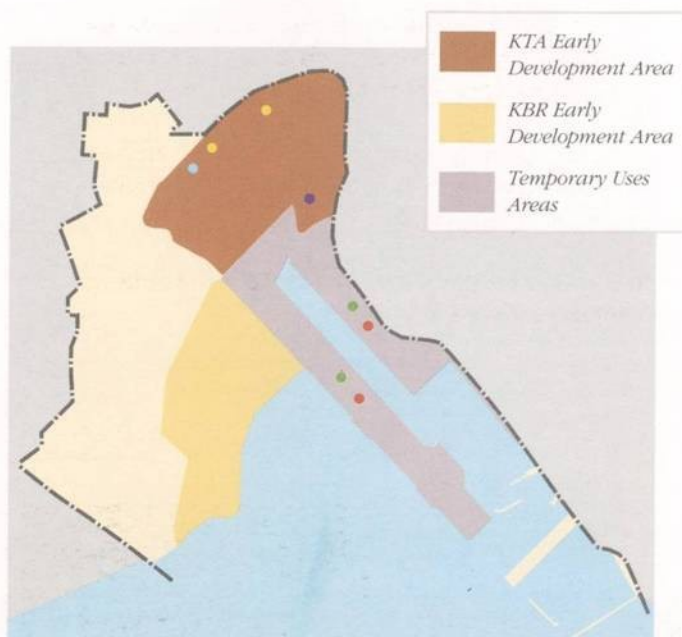 KTA Early
Development Area
KBR Early
Development Area
Temporary Uses
Areas